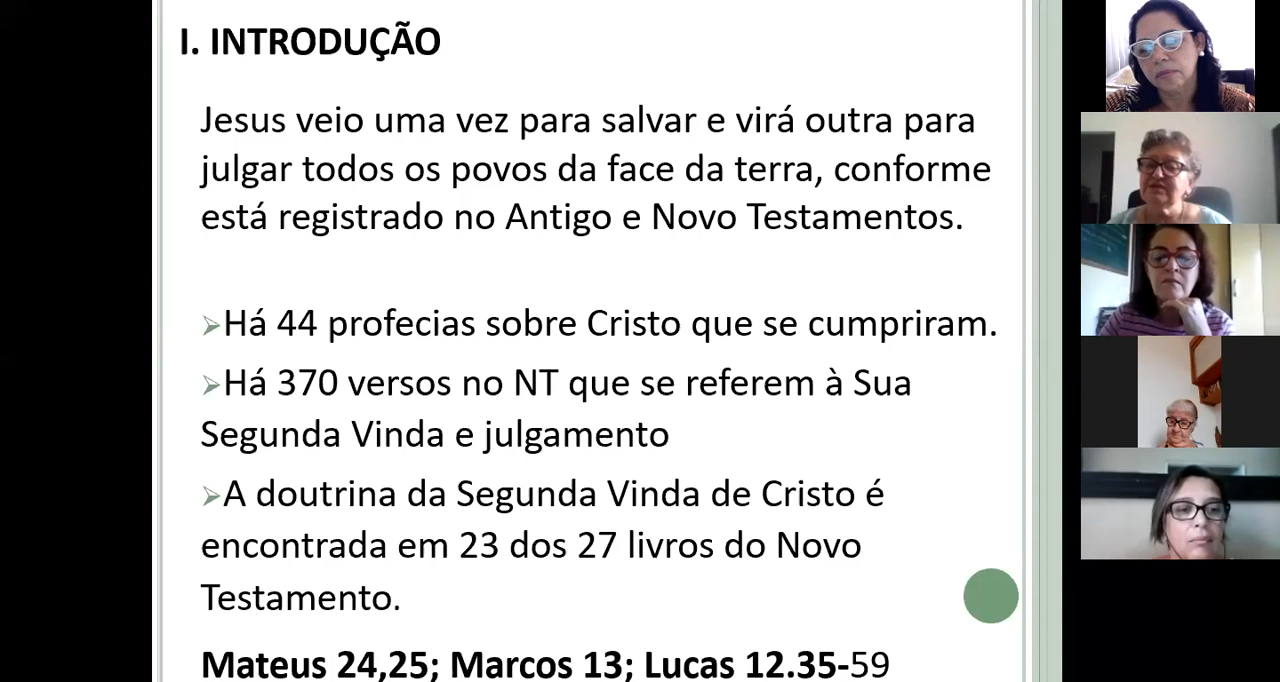 I. INTRODUÇÃO
Jesus veio uma vez para salvar e virá outra para
julgar todos os povos da face da terra, conforme
está registrado no Antigo e Novo Testamentos.
➢Há 44 profecias sobre Cristo que se cumpriram.
➢Há 370 versos no NT que se referem à Sua
Segunda Vinda e julgamento
➢A doutrina da Segunda Vinda de Cristo é
encontrada em 23 dos 27 livros do Novo
Testamento.
Mateus 24,25; Marcos 13; Lucas 12.35-59